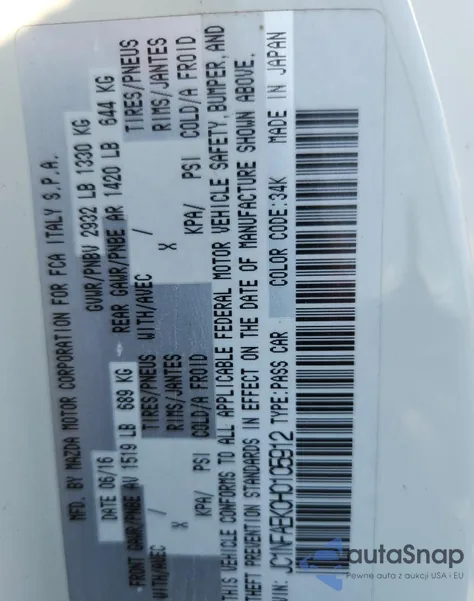 MFD. BY MAZDA MOTOR CORPORATION FOR FCA ITALY S.P.A.
DATE 06/16 GVWR/PNBV 2932 LB 1330 KG
FRONT GAWR/PNBE AV 1519 LB 689 KG REAR GAWR/PNBE AR 1420 LB 644 KG
WITH/AVEC TIRES/PNEUS WITH/AVEC TIRES/PNEUS
/ X RIMS/JANTES / X RIMS/JANTES
KPA/ PSI COLD/A FROID KPA/ PSI COLD/A FROID
THIS VEHICLE CONFORMS TO ALL APPLICABLE FEDERAL MOTOR VEHICLE SAFETY, BUMPER, AND
THEFT PREVENTION STANDARDS IN EFFECT ON THE DATE OF MANUFACTURE SHOWN ABOVE.
VIN: JC1NFAEK0H0105912 TYPE:PASS CAR COLOR CODE:34K MADE IN JAPAN
autoSnap
Pewne auta z aukcji USA i EU